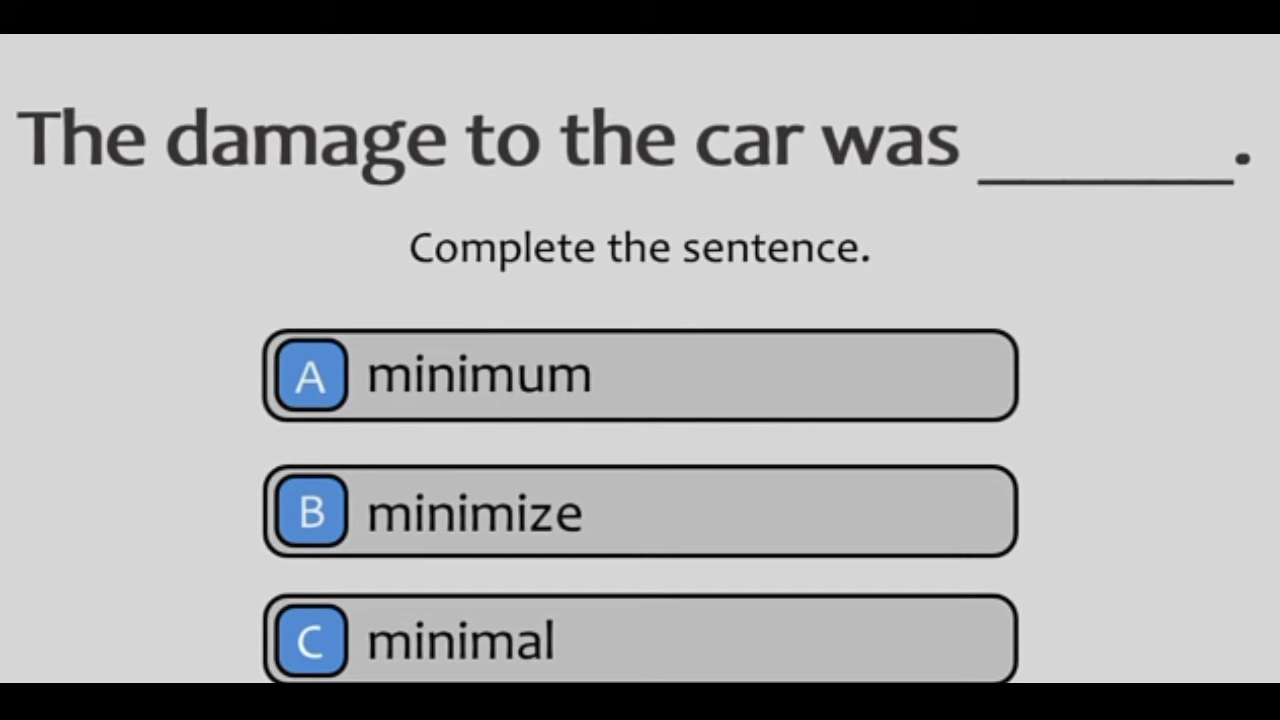 The damage to the car was ______.
Complete the sentence.
A minimum
B minimize
C minimal